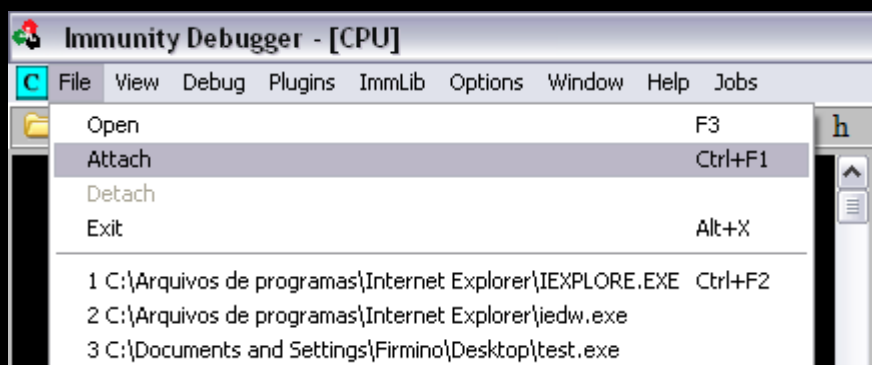 Immunity Debugger - [CPU]
C File View Debug Plugins ImmLib Options Window Help Jobs
Open F3
h
Attach Ctrl+F1
Detach
Exit Alt+X
1 C:\Arquivos de programas\Internet Explorer\IEXPLORE.EXE Ctrl+F2
2 C:\Arquivos de programas\Internet Explorer\iedw.exe
3 C:\Documents and Settings\Firmino\Desktop\test.exe